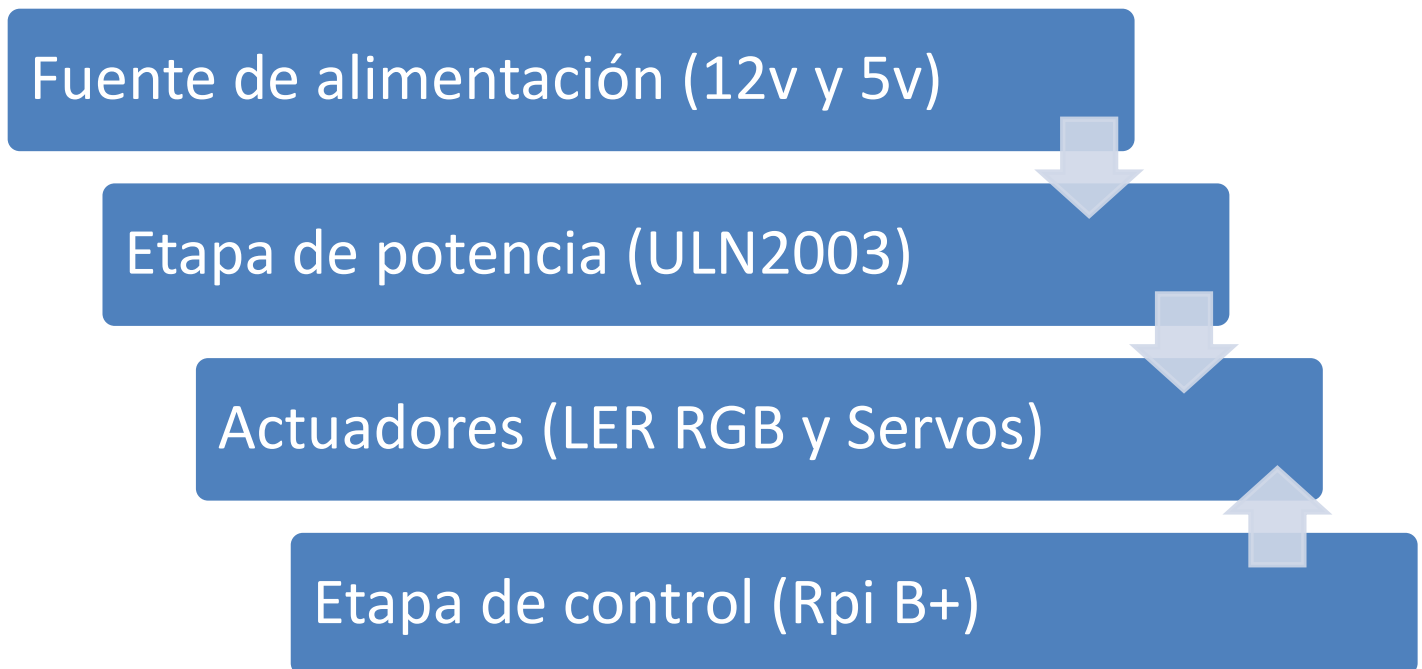 Fuente de alimentación (12v y 5v)
Etapa de potencia (ULN2003)
Actuadores (LER RGB y Servos)
Etapa de control (Rpi B+)